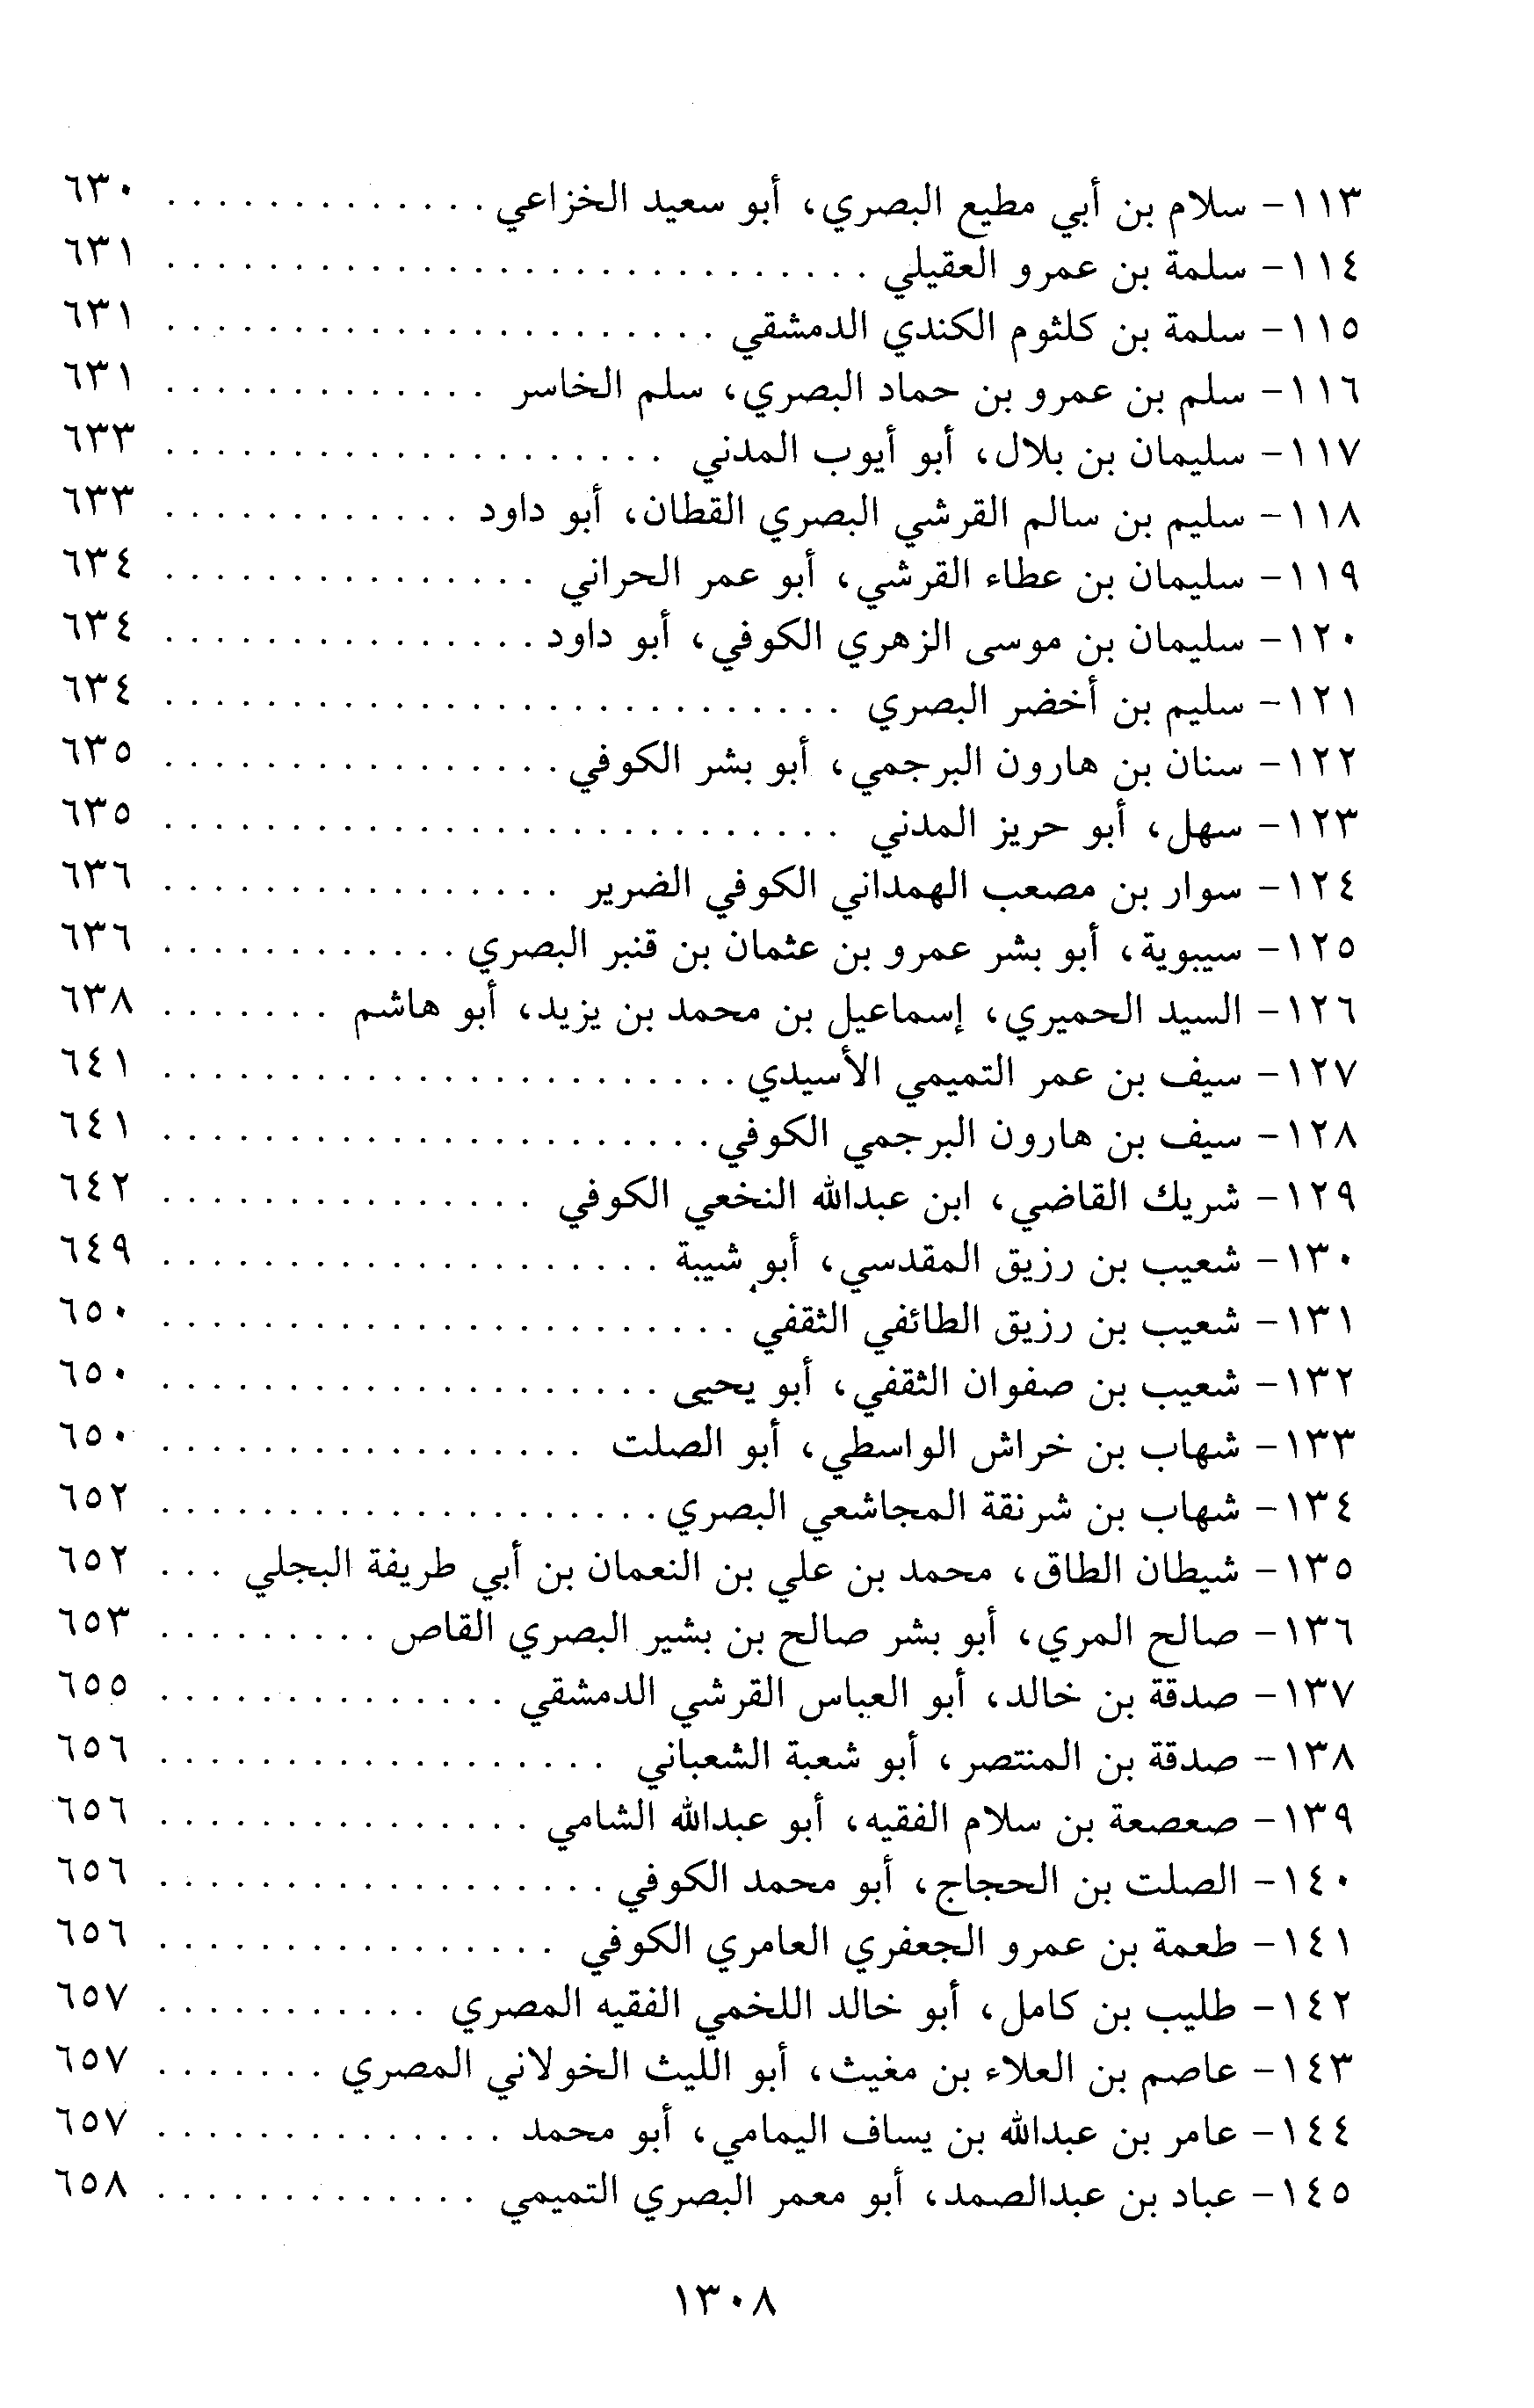 ١١٣- سلام بن أبي مطيع البصري، أبو سعيد الخزاعي . . . . . . . . . . . . . ٦٣٠
١١٤- سلمة بن عمرو العقيلي . . . . . . . . . . . . . . . . . . . . . . . . . . . . ٦٣١
١١٥- سلمة بن كلثوم الكندي الدمشقي . . . . . . . . . . . . . . . . . . . . . . ٦٣١
١١٦- سلم بن عمرو بن حماد البصري، سلم الخاسر . . . . . . . . . . . . . ٦٣١
١١٧- سليمان بن بلال، أبو أيوب المدني . . . . . . . . . . . . . . . . . . . . ٦٣٣
١١٨- سليم بن سالم القرشي البصري القطان، أبو داود . . . . . . . . . . . . ٦٣٣
١١٩- سليمان بن عطاء القرشي، أبو عمر الحراني . . . . . . . . . . . . . . . ٦٣٤
١٢٠- سليمان بن موسى الزهري الكوفي، أبو داود . . . . . . . . . . . . . . . ٦٣٤
١٢١- سليم بن أخضر البصري . . . . . . . . . . . . . . . . . . . . . . . . . . . ٦٣٤
١٢٢- سنان بن هارون البرجمي، أبو بشر الكوفي . . . . . . . . . . . . . . . . ٦٣٥
١٢٣- سهل، أبو حريز المدني . . . . . . . . . . . . . . . . . . . . . . . . . . . ٦٣٥
١٢٤- سوار بن مصعب الهمداني الكوفي الضرير . . . . . . . . . . . . . . . . ٦٣٦
١٢٥- سيبوية، أبو بشر عمرو بن عثمان بن قنبر البصري . . . . . . . . . . . . ٦٣٦
١٢٦- السيد الحميري، إسماعيل بن محمد بن يزيد، أبو هاشم . . . . . . . ٦٣٨
١٢٧- سيف بن عمر التميمي الأسيدي . . . . . . . . . . . . . . . . . . . . . . . ٦٤١
١٢٨- سيف بن هارون البرجمي الكوفي . . . . . . . . . . . . . . . . . . . . . . ٦٤١
١٢٩- شريك القاضي، ابن عبدالله النخعي الكوفي . . . . . . . . . . . . . . . ٦٤٢
١٣٠- شعيب بن رزيق المقدسي، أبو شيبة . . . . . . . . . . . . . . . . . . . . ٦٤٩
١٣١- شعيب بن رزيق الطائفي الثقفي . . . . . . . . . . . . . . . . . . . . . . . ٦٥٠
١٣٢- شعيب بن صفوان الثقفي، أبو يحيى . . . . . . . . . . . . . . . . . . . . ٦٥٠
١٣٣- شهاب بن خراش الواسطي، أبو الصلت . . . . . . . . . . . . . . . . . ٦٥٠
١٣٤- شهاب بن شرنقة المجاشعي البصري . . . . . . . . . . . . . . . . . . . . ٦٥٢
١٣٥- شيطان الطاق، محمد بن علي بن النعمان بن أبي طريفة البجلي . . . ٦٥٢
١٣٦- صالح المري، أبو بشر صالح بن بشير البصري القاص . . . . . . . . . ٦٥٣
١٣٧- صدقة بن خالد، أبو العباس القرشي الدمشقي . . . . . . . . . . . . . . ٦٥٥
١٣٨- صدقة بن المنتصر، أبو شعبة الشعباني . . . . . . . . . . . . . . . . . . ٦٥٦
١٣٩- صعصعة بن سلام الفقيه، أبو عبدالله الشامي . . . . . . . . . . . . . . . ٦٥٦
١٤٠- الصلت بن الحجاج، أبو محمد الكوفي . . . . . . . . . . . . . . . . . . ٦٥٦
١٤١- طعمة بن عمرو الجعفري العامري الكوفي . . . . . . . . . . . . . . . . ٦٥٦
١٤٢- طليب بن كامل، أبو خالد اللخمي الفقيه المصري . . . . . . . . . . . ٦٥٧
١٤٣- عاصم بن العلاء بن مغيث، أبو الليث الخولاني المصري . . . . . . . ٦٥٧
١٤٤- عامر بن عبدالله بن يساف اليمامي، أبو محمد . . . . . . . . . . . . . . ٦٥٧
١٤٥- عباد بن عبدالصمد، أبو معمر البصري التميمي . . . . . . . . . . . . . ٦٥٨
١٣٠٨